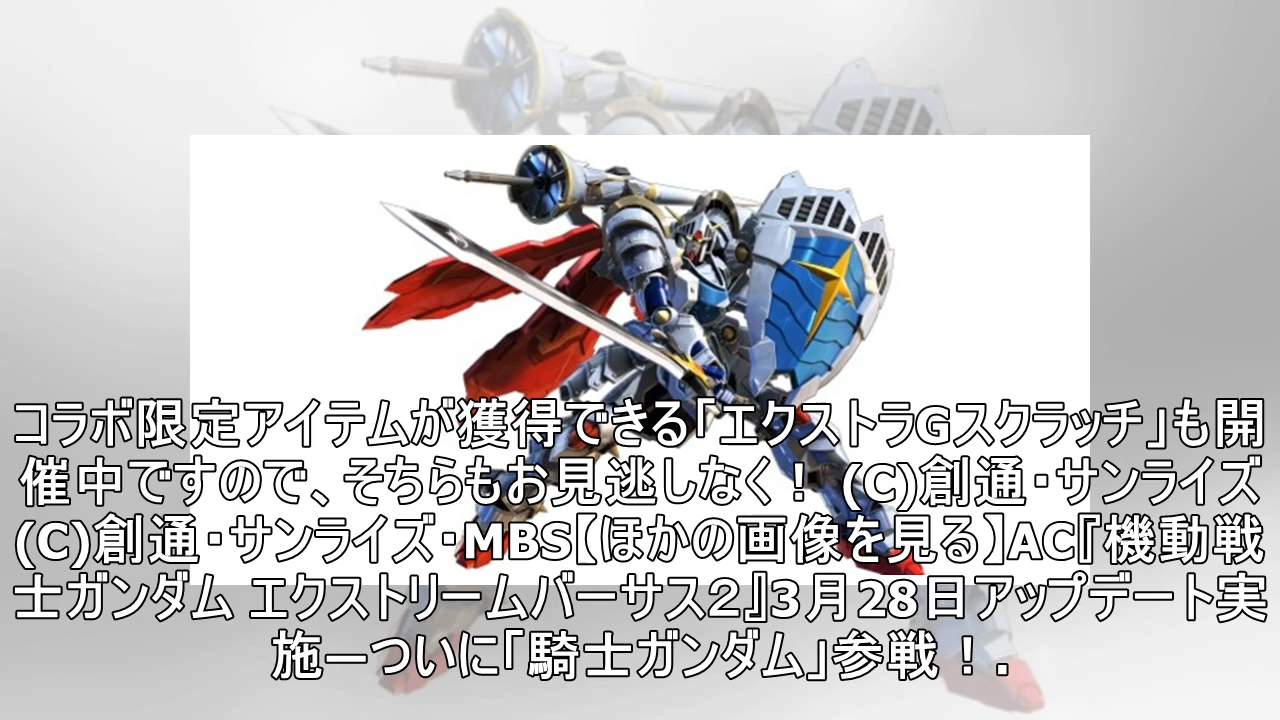 コラボ限定アイテムが獲得できる「エクストラGスクラッチ」も開
催中ですので、そちらもお見逃しなく! (C)創通・サンライズ
(C)創通・サンライズ・MBS【ほかの画像を見る】AC『機動戦
士ガンダム エクストリームバーサス２』3月28日アップデート実
施―ついに「騎士ガンダム」参戦!.